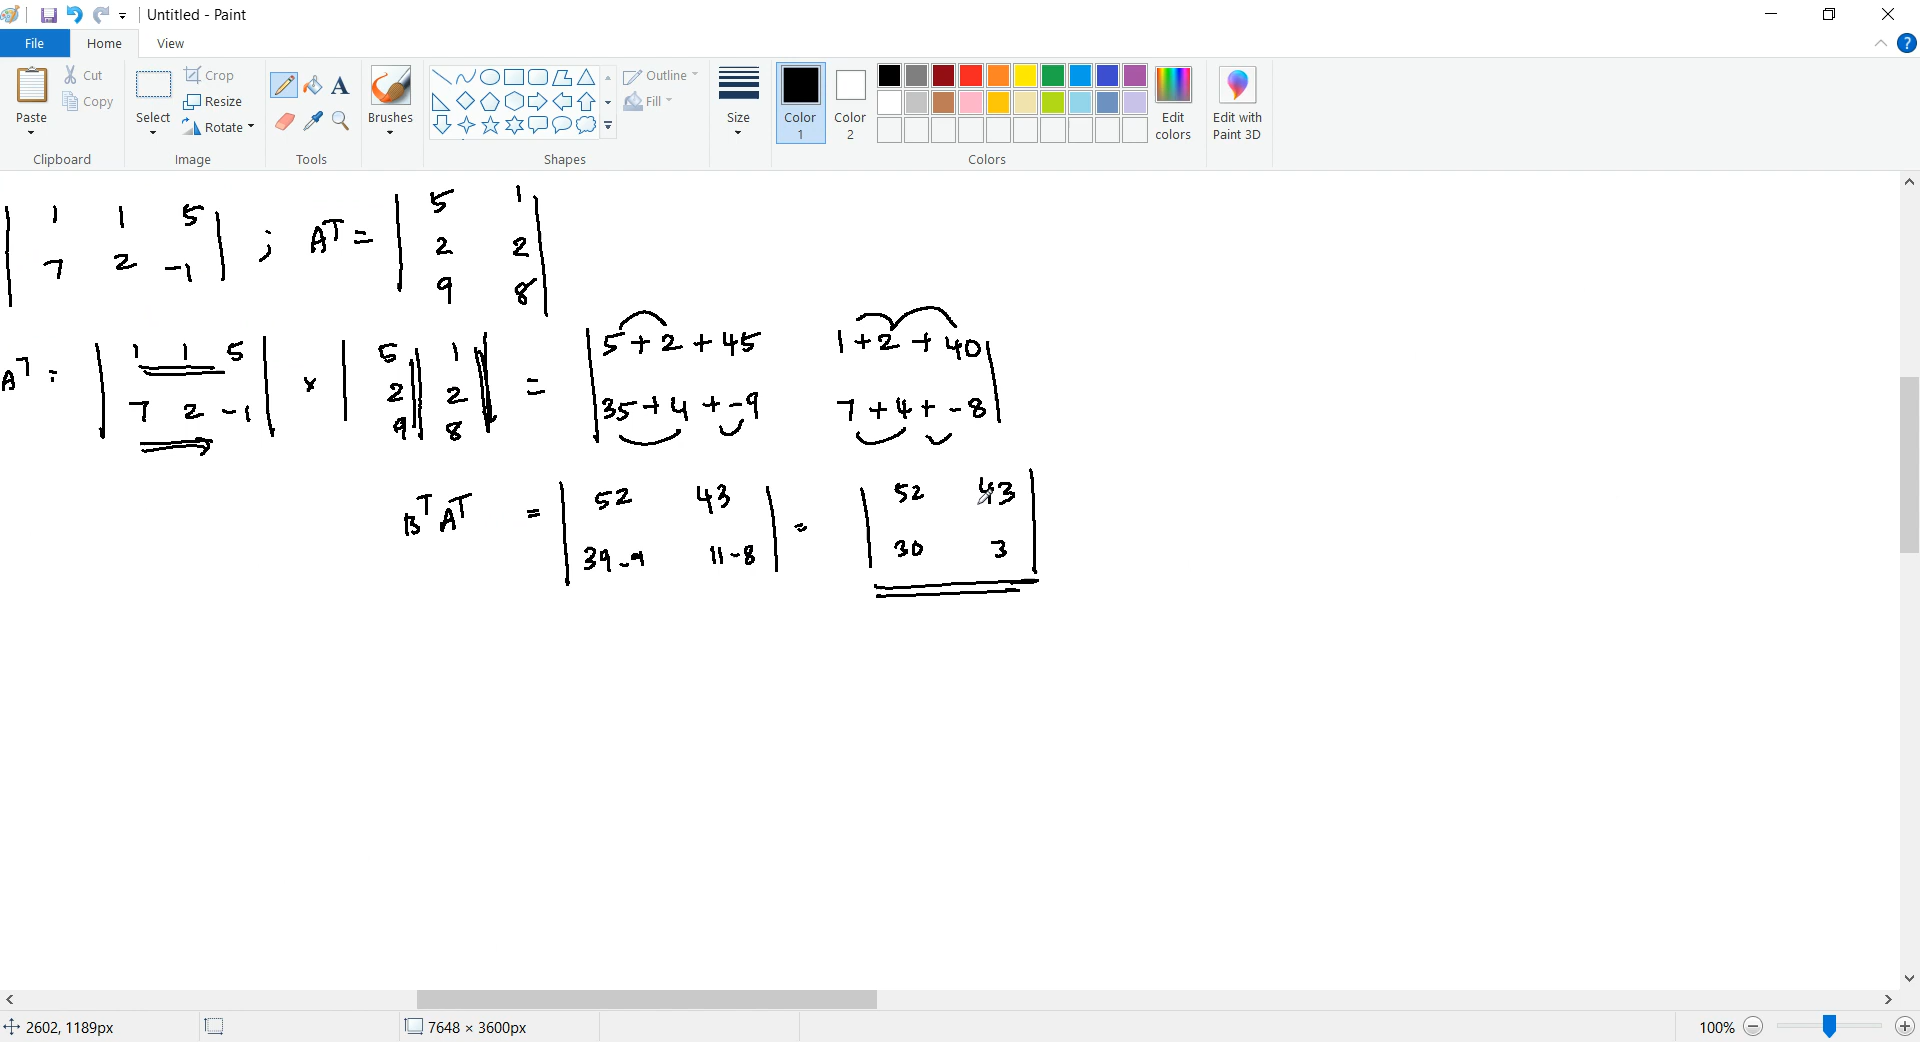 Untitled - Paint
File Home View
Paste Cut Copy Clipboard
Select Crop Resize Rotate Image
Tools
Brushes
Shapes
Outline Fill
Size
Color 1 Color 2
Edit colors
Edit with Paint 3D
Colors
1 1 5 ; Aᵀ = 5 1
7 2 -1 2 2
9 8
Aᵀ = 1 1 5 × 5 1 = 5 + 2 + 45 1 + 2 + 40
7 2 -1 2 2 35 + 4 + -9 7 + 4 + -8
9 8
BᵀAᵀ = 52 43 = 52 43
39-9 11-8 30 3
2602, 1189px
7648 × 3600px
100%